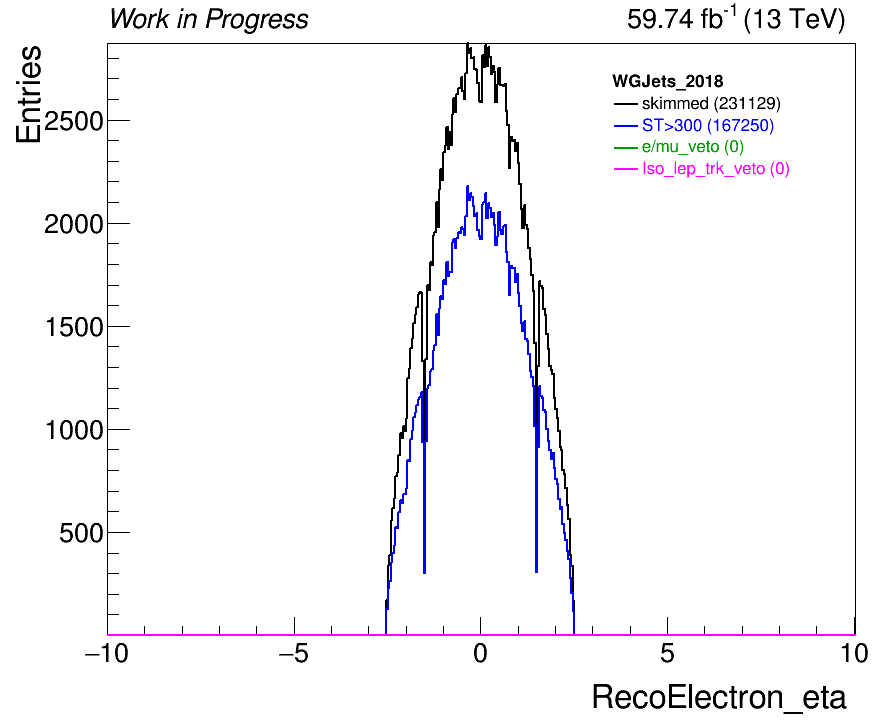 Work in Progress
59.74 fb-1 (13 TeV)
Entries
2500
2000
1500
1000
500
WGJets_2018
skimmed (231129)
ST>300 (167250)
e/mu_veto (0)
Iso_lep_trk_veto (0)
−10
−5
0
5
10
RecoElectron_eta